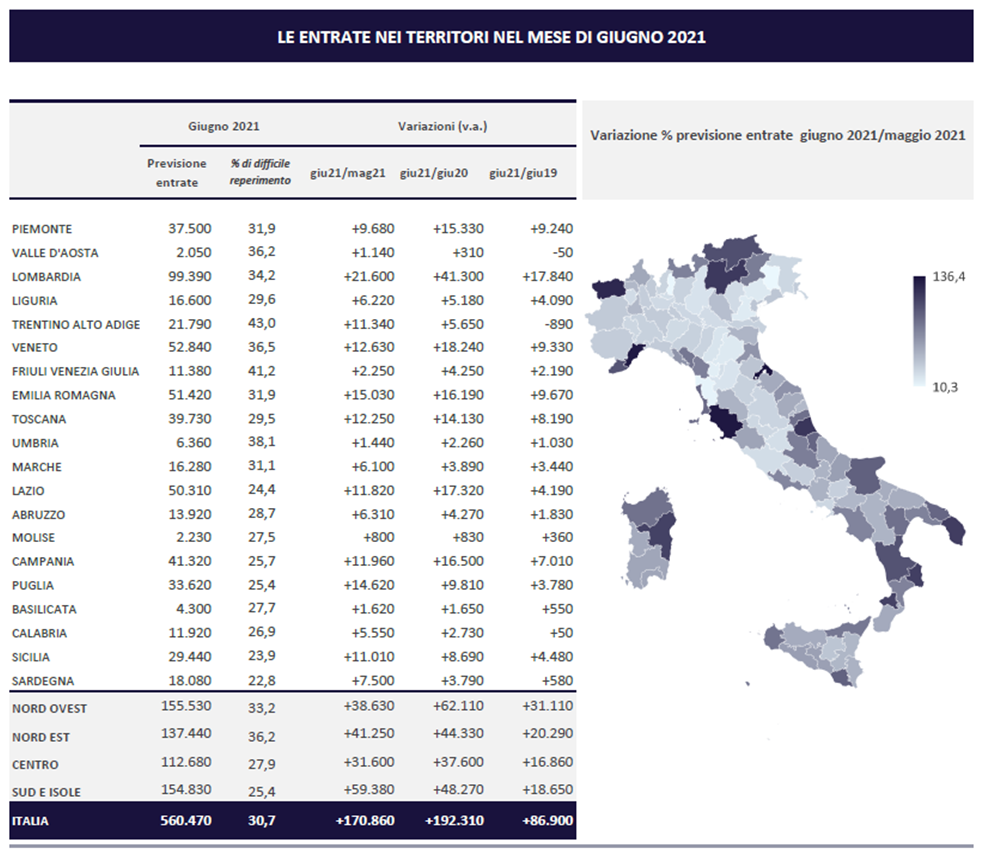 LE ENTRATE NEI TERRITORI NEL MESE DI GIUGNO 2021
Giugno 2021 Variazioni (v.a.)
Previsione entrate % di difficile reperimento giu21/mag21 giu21/giu20 giu21/giu19
PIEMONTE 37.500 31,9 +9.680 +15.330 +9.240
VALLE D'AOSTA 2.050 36,2 +1.140 +310 -50
LOMBARDIA 99.390 34,2 +21.600 +41.300 +17.840
LIGURIA 16.600 29,6 +6.220 +5.180 +4.090
TRENTINO ALTO ADIGE 21.790 43,0 +11.340 +5.650 -890
VENETO 52.840 36,5 +12.630 +18.240 +9.330
FRIULI VENEZIA GIULIA 11.380 41,2 +2.250 +4.250 +2.190
EMILIA ROMAGNA 51.420 31,9 +15.030 +16.190 +9.670
TOSCANA 39.730 29,5 +12.250 +14.130 +8.190
UMBRIA 6.360 38,1 +1.440 +2.260 +1.030
MARCHE 16.280 31,1 +6.100 +3.890 +3.440
LAZIO 50.310 24,4 +11.820 +17.320 +4.190
ABRUZZO 13.920 28,7 +6.310 +4.270 +1.830
MOLISE 2.230 27,5 +800 +830 +360
CAMPANIA 41.320 25,7 +11.960 +16.500 +7.010
PUGLIA 33.620 25,4 +14.620 +9.810 +3.780
BASILICATA 4.300 27,7 +1.620 +1.650 +550
CALABRIA 11.920 26,9 +5.550 +2.730 +50
SICILIA 29.440 23,9 +11.010 +8.690 +4.480
SARDEGNA 18.080 22,8 +7.500 +3.790 +580
NORD OVEST 155.530 33,2 +38.630 +62.110 +31.110
NORD EST 137.440 36,2 +41.250 +44.330 +20.290
CENTRO 112.680 27,9 +31.600 +37.600 +16.860
SUD E ISOLE 154.830 25,4 +59.380 +48.270 +18.650
ITALIA 560.470 30,7 +170.860 +192.310 +86.900
Variazione % previsione entrate giugno 2021/maggio 2021
136,4
10,3